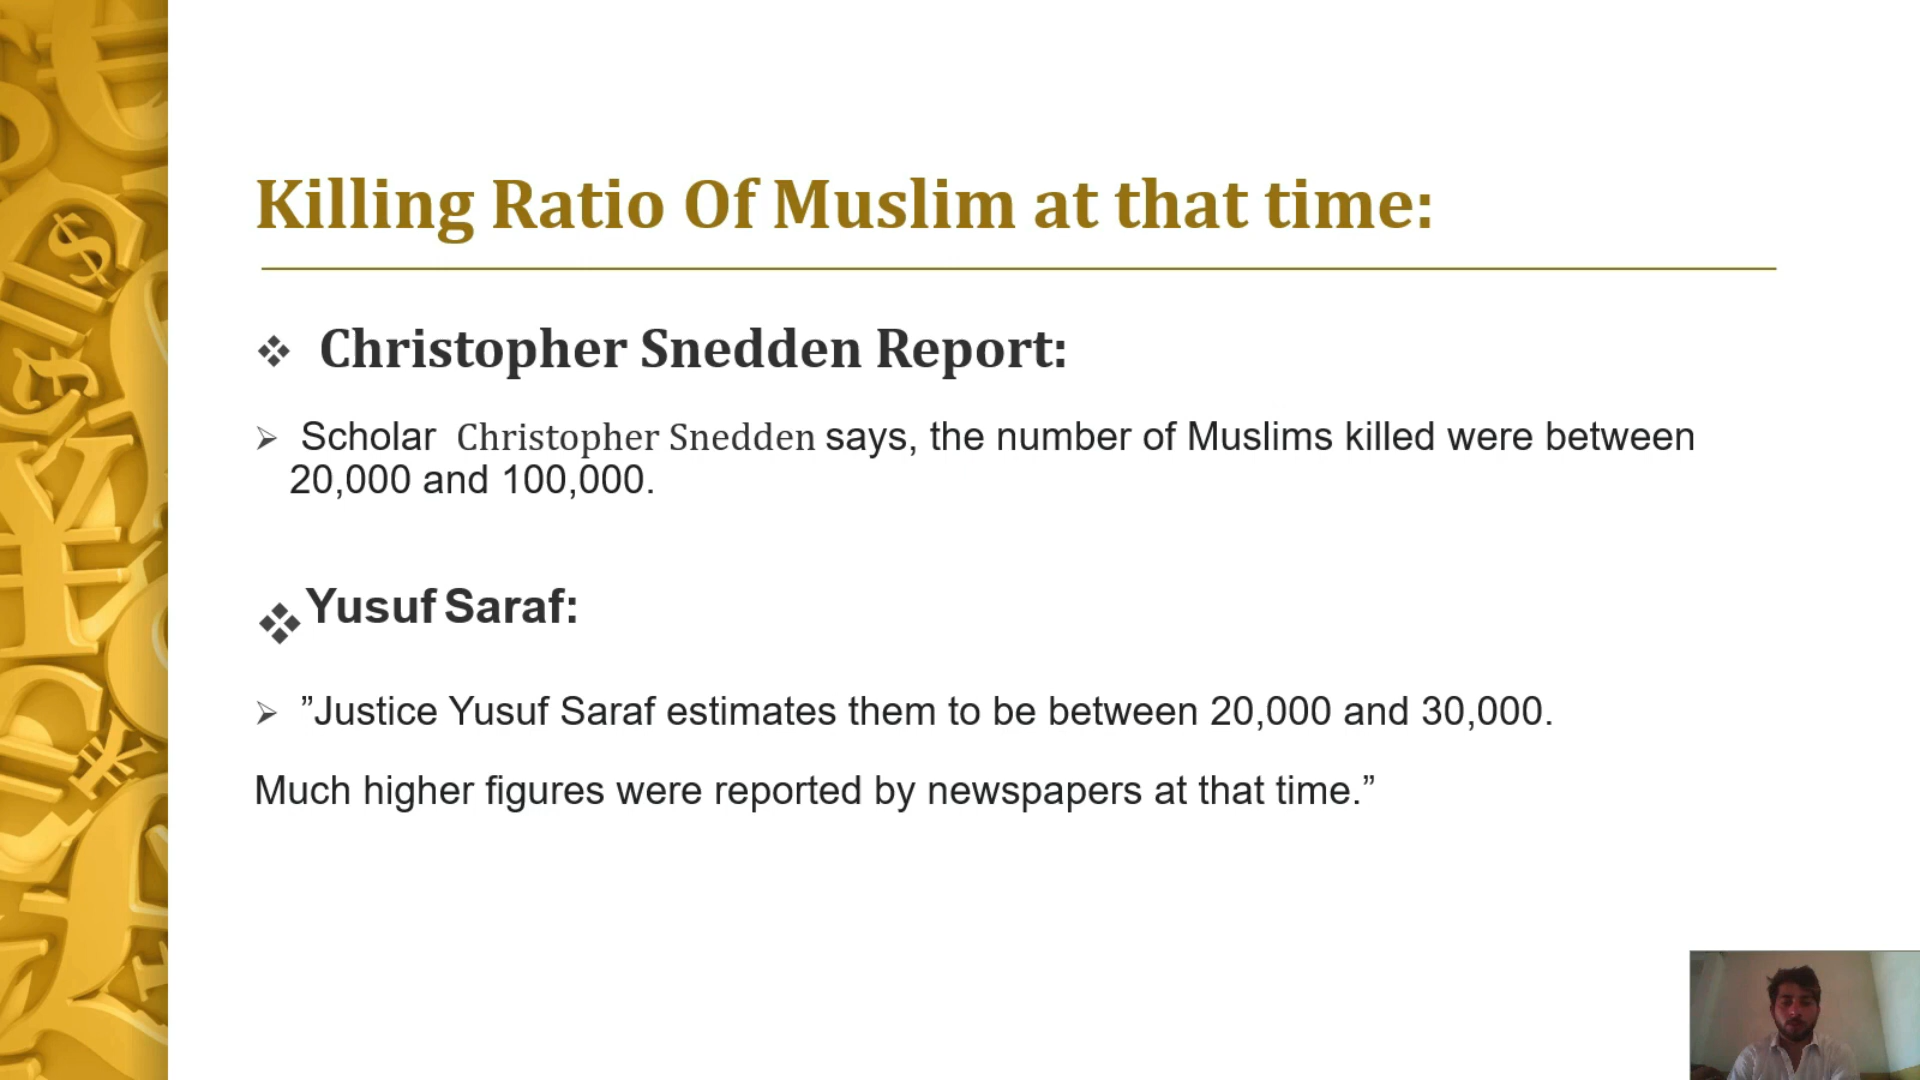 Killing Ratio Of Muslim at that time:
❖ Christopher Snedden Report:
➢ Scholar Christopher Snedden says, the number of Muslims killed were between
20,000 and 100,000.
❖ Yusuf Saraf:
➢ ”Justice Yusuf Saraf estimates them to be between 20,000 and 30,000.
Much higher figures were reported by newspapers at that time.”